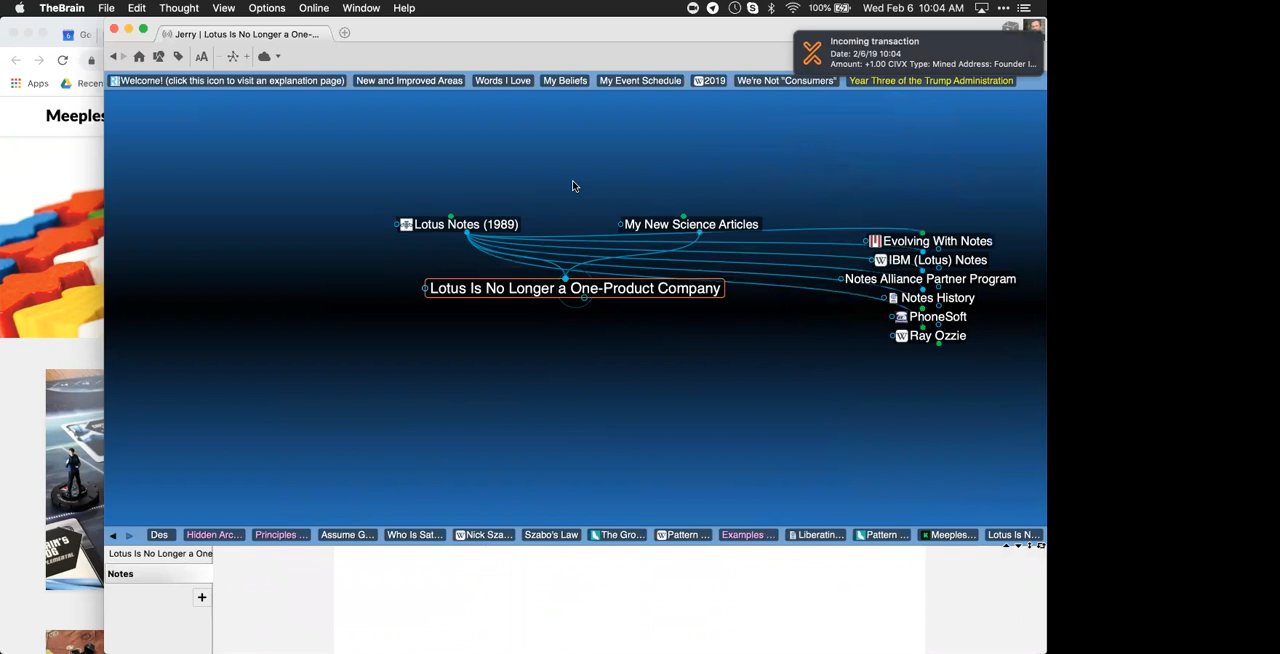 TheBrain File Edit Thought View Options Online Window Help 100% Wed Feb 6 10:04 AM
Jerry | Lotus Is No Longer a One-...
Incoming transaction
Date: 2/6/19 10:04
Amount: +1.00 CIVX Type: Mined Address: Founder I...
Welcome! (click this icon to visit an explanation page) New and Improved Areas Words I Love My Beliefs My Event Schedule 2019 We're Not "Consumers" Year Three of the Trump Administration
Apps Recen
Meeples
Lotus Notes (1989) My New Science Articles
Evolving With Notes
IBM (Lotus) Notes
Notes Alliance Partner Program
Lotus Is No Longer a One-Product Company
Notes History
PhoneSoft
Ray Ozzie
Des Hidden Arc... Principles ... Assume G... Who Is Sat... Nick Sza... Szabo's Law The Gro... Pattern ... Examples ... Liberatin... Pattern ... Meeples... Lotus Is N...
Lotus Is No Longer a One
Notes